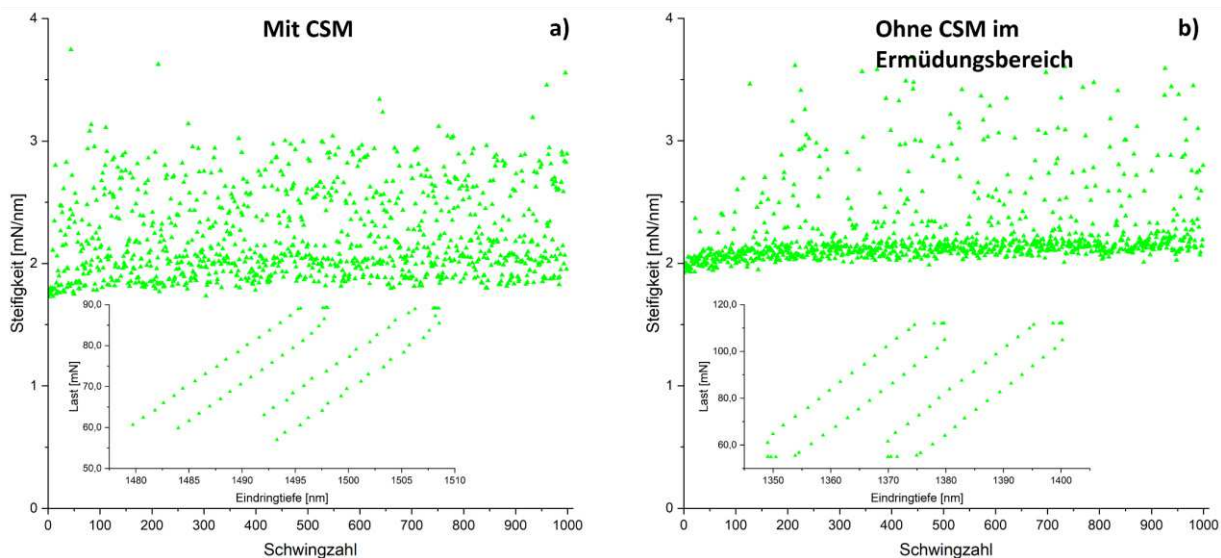 Mit CSM
a)
4
3
2
1
0
Steifigkeit [mN/nm]
0 100 200 300 400 500 600 700 800 900 1000
Schwingzahl
90,0
80,0
70,0
60,0
50,0
Last [mN]
1480 1485 1490 1495 1500 1505 1510
Eindringtiefe [nm]
Ohne CSM im
Ermüdungsbereich
b)
4
3
2
1
0
Steifigkeit [mN/nm]
0 100 200 300 400 500 600 700 800 900 1000
Schwingzahl
120,0
100,0
80,0
60,0
Last [mN]
1350 1360 1370 1380 1390 1400
Eindringtiefe [nm]